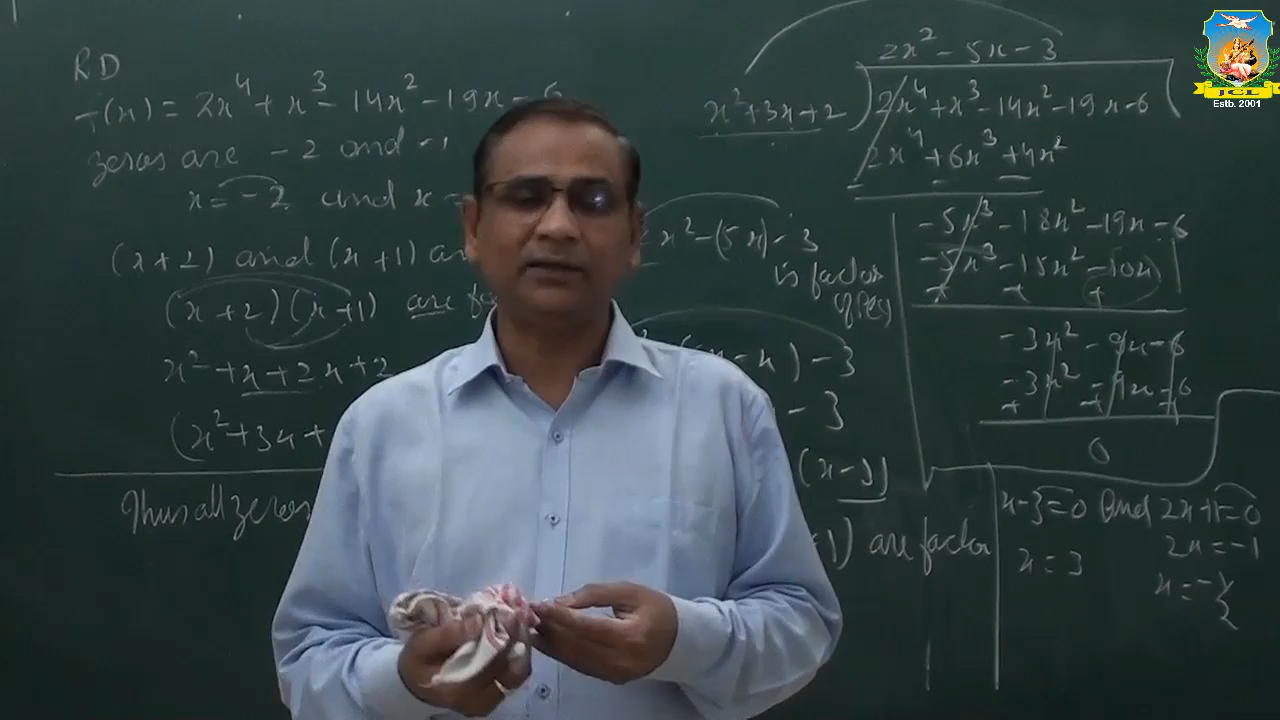 RD
f(x) = 2x⁴ + x³ - 14x² - 19x - 6
zeros are -2 and -1
x = -2 and x =
(x+2) and (x+1)
(x+2)(x+1) are
x² + x + 2x + 2
(x² + 3x +
Thus all zeros
x² - (5x) - 3
is factor
- x) - 3
- 3
(x-3)
1) are factor
2x² - 5x - 3
x² + 3x + 2 ) 2x⁴ + x³ - 14x² - 19x - 6
2x⁴ + 6x³ + 4x²
- 5x³ - 18x² - 19x - 6
- 5x³ - 15x² - 10x
- 3x² - 9x - 6
- 3x² - 9x - 6
0
x - 3 = 0 and 2x + 1 = 0
2x = -1
x = 3
x = -1/2
JCL
Estb. 2001